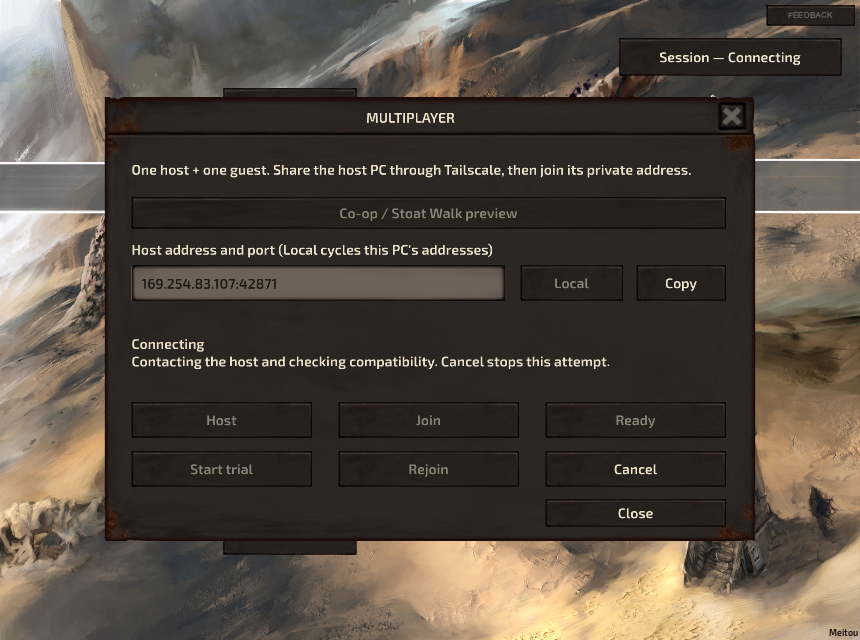 FEEDBACK
Session — Connecting
MULTIPLAYER
One host + one guest. Share the host PC through Tailscale, then join its private address.
Co-op / Stoat Walk preview
Host address and port (Local cycles this PC's addresses)
169.254.83.107:42871
Local
Copy
Connecting
Contacting the host and checking compatibility. Cancel stops this attempt.
Host
Join
Ready
Start trial
Rejoin
Cancel
Close
Meitou